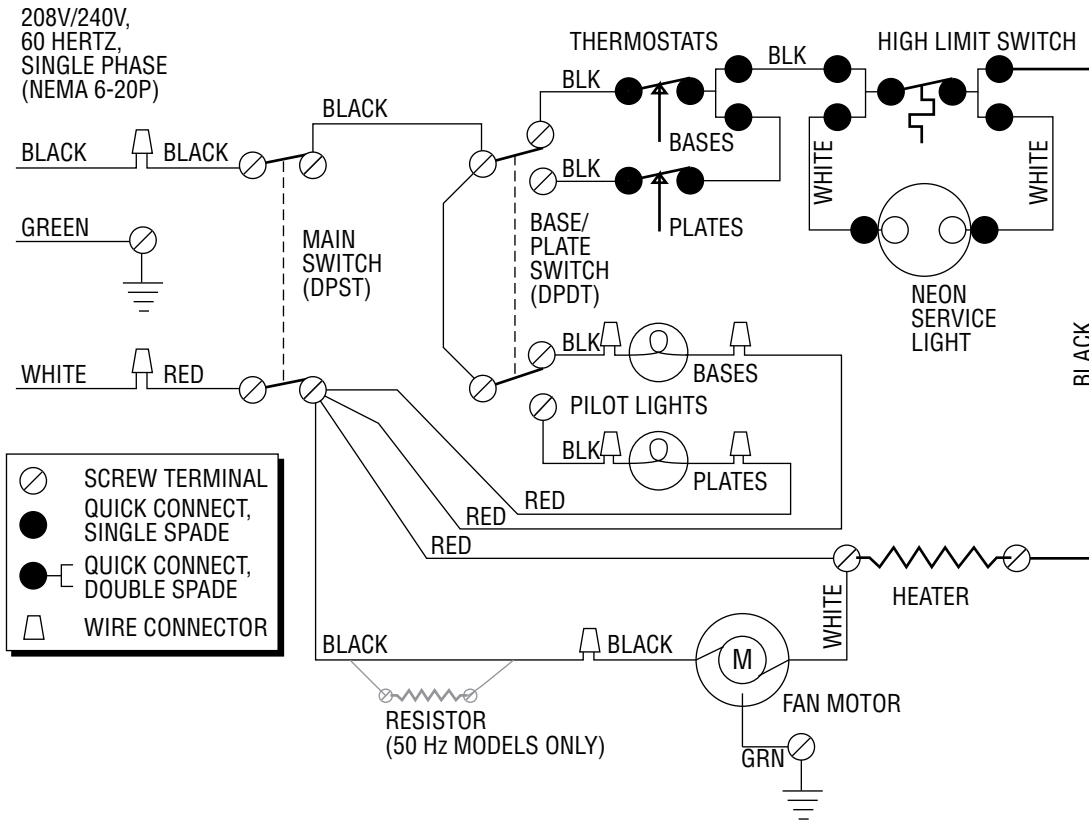 208V/240V,
60 HERTZ,
SINGLE PHASE
(NEMA 6-20P)
THERMOSTATS
HIGH LIMIT SWITCH
BLK
BLK
BLACK
BASES
BLACK
BLACK
BLK
WHITE
WHITE
GREEN
MAIN
SWITCH
(DPST)
BASE/
PLATE
SWITCH
(DPDT)
PLATES
NEON
SERVICE
LIGHT
BLACK
BLK
BASES
WHITE
RED
PILOT LIGHTS
BLK
PLATES
RED
RED
RED
SCREW TERMINAL
QUICK CONNECT,
SINGLE SPADE
QUICK CONNECT,
DOUBLE SPADE
WIRE CONNECTOR
HEATER
WHITE
BLACK
BLACK
M
FAN MOTOR
RESISTOR
(50 Hz MODELS ONLY)
GRN